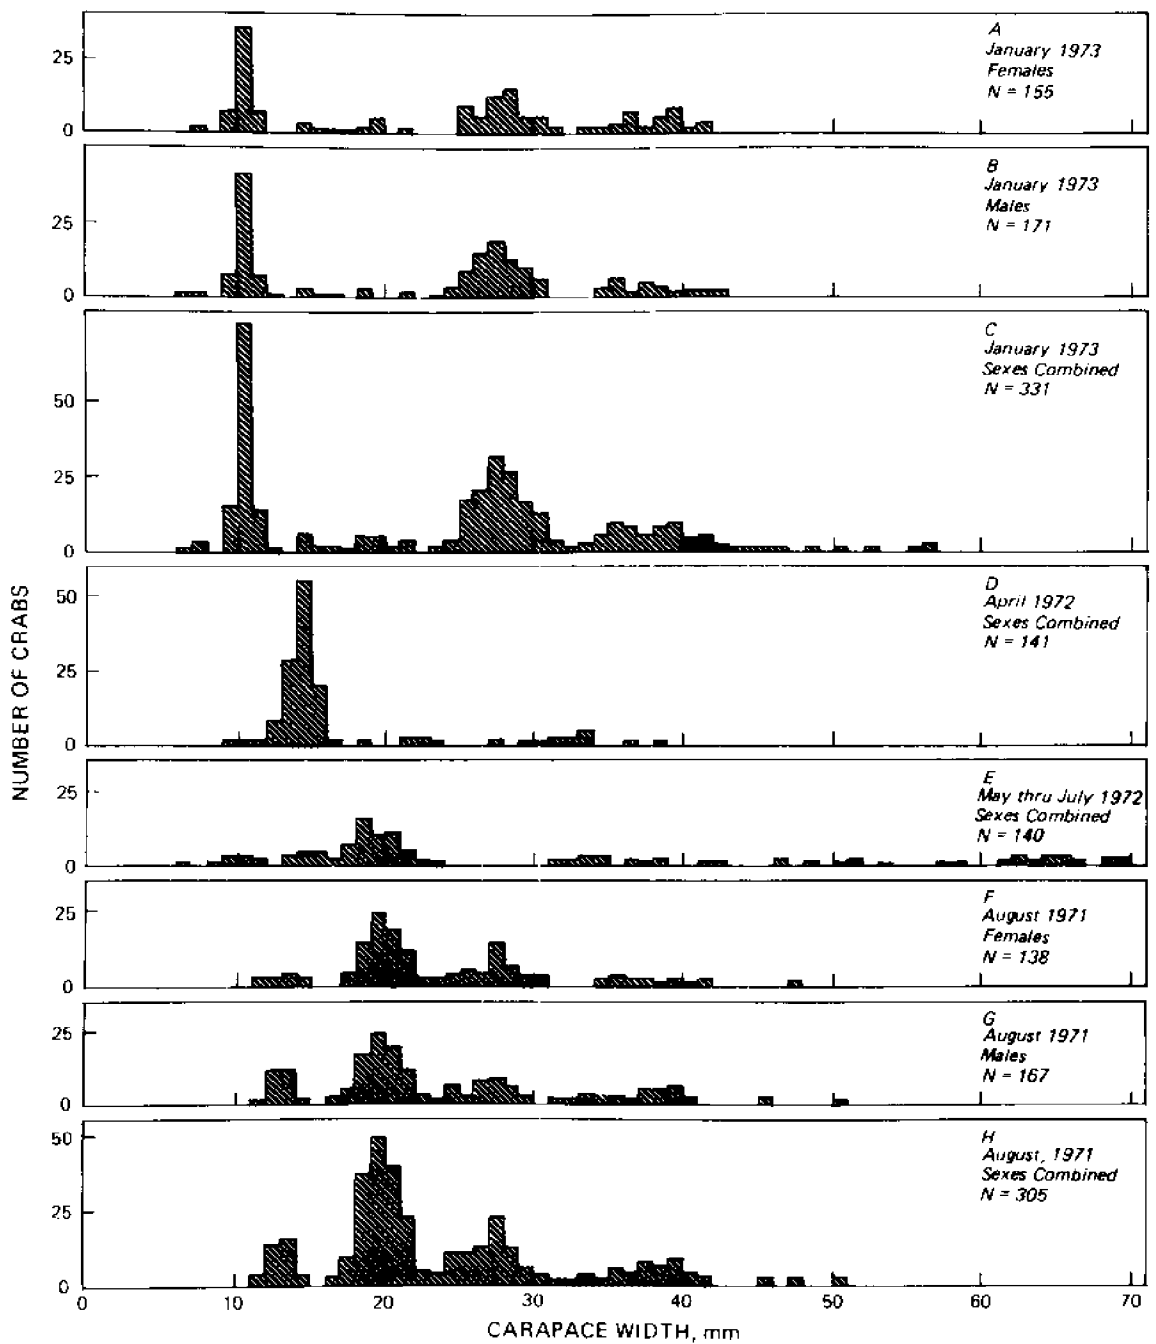 A
January 1973
Females
N = 155
25
0
B
January 1973
Males
N = 171
25
0
C
January 1973
Sexes Combined
N = 331
50
25
0
D
April 1972
Sexes Combined
N = 141
50
25
0
E
May thru July 1972
Sexes Combined
N = 140
25
0
F
August 1971
Females
N = 138
25
0
G
August 1971
Males
N = 167
25
0
H
August, 1971
Sexes Combined
N = 305
50
25
0
NUMBER OF CRABS
0 10 20 30 40 50 60 70
CARAPACE WIDTH, mm